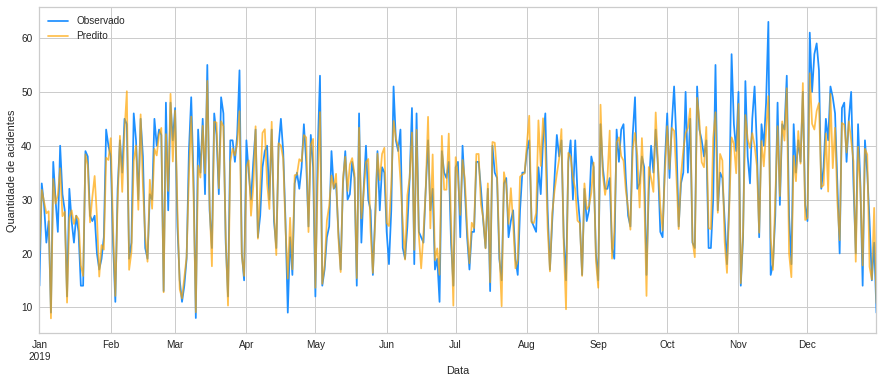 Observado
Predito
Quantidade de acidentes
60
50
40
30
20
10
Jan Feb Mar Apr May Jun Jul Aug Sep Oct Nov Dec
2019
Data